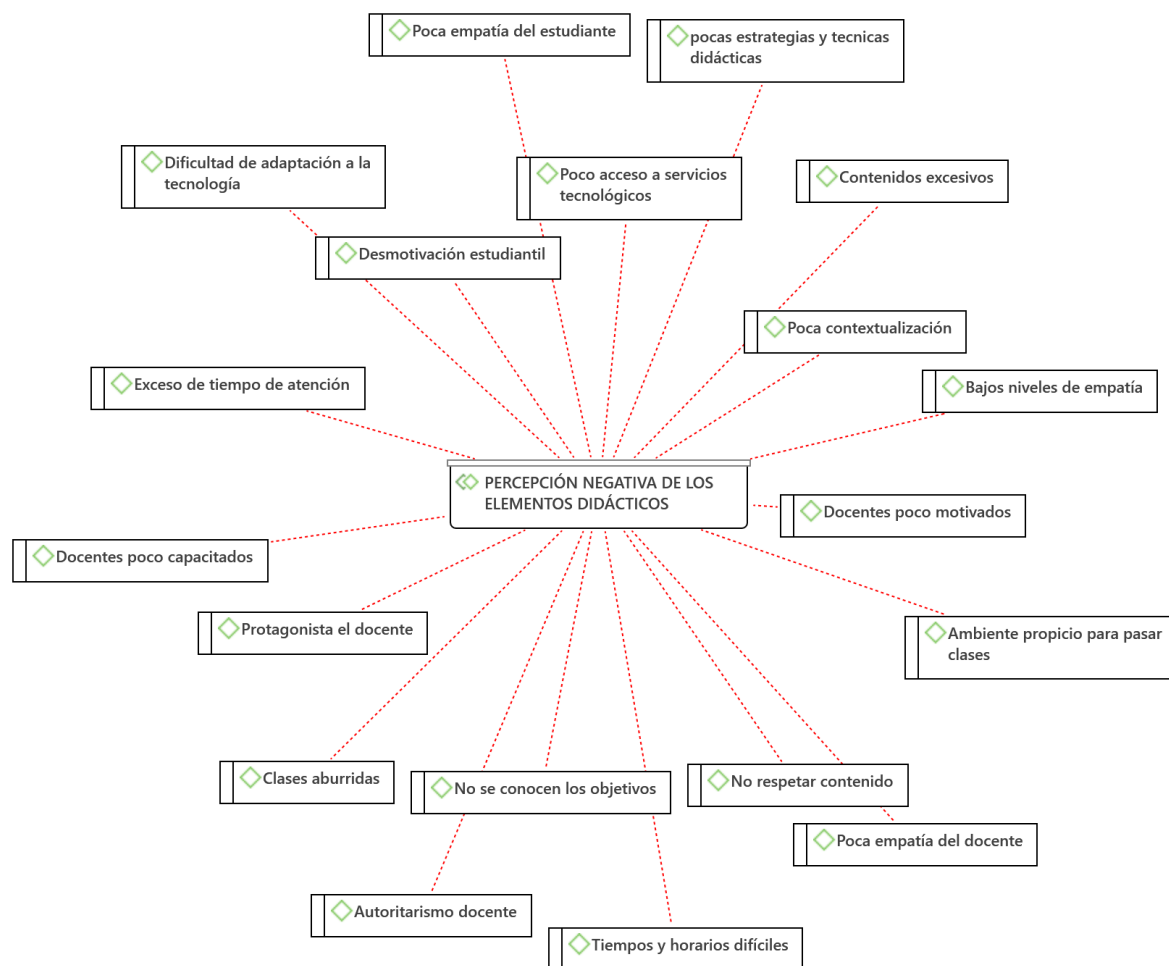 Poca empatía del estudiante
pocas estrategias y tecnicas
didácticas
Dificultad de adaptación a la
tecnología
Poco acceso a servicios
tecnológicos
Contenidos excesivos
Desmotivación estudiantil
Poca contextualización
Exceso de tiempo de atención
Bajos niveles de empatía
PERCEPCIÓN NEGATIVA DE LOS
ELEMENTOS DIDÁCTICOS
Docentes poco motivados
Docentes poco capacitados
Protagonista el docente
Ambiente propicio para pasar
clases
Clases aburridas
No se conocen los objetivos
No respetar contenido
Poca empatía del docente
Autoritarismo docente
Tiempos y horarios difíciles